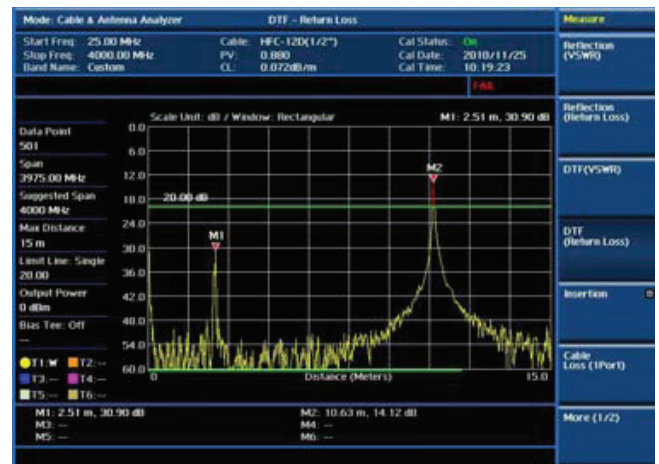 Mode: Cable & Antenna Analyzer DTF - Return Loss Measure
Start Freq: 25.00 MHz Cable: HFC-12D(1/2") Cal Status: On
Stop Freq: 4000.00 MHz PV: 0.880 Cal Date: 2010/11/25
Band Name: Custom CL: 0.072dB/m Cal Time: 10:19:23
FAIL
Scale Unit: dB / Window: Rectangular M1: 2.51 m, 30.90 dB
Data Point
501
Span
3975.00 MHz
Suggested Span
4000 MHz
Max Distance
15 m
Limit Line: Single
20.00
Output Power
0 dBm
Bias Tee: Off
--
T1:W T2:--
T3:-- T4:--
T5:-- T6:--
0.0
6.0
12.0
18.0
24.0
30.0
36.0
42.0
48.0
54.0
60.0
20.00 dB
M1
M2
0 Distance (Meters) 15.0
M1: 2.51 m, 30.90 dB M2: 10.63 m, 14.12 dB
M3: -- M4: --
M5: -- M6: --
Reflection
(VSWR)
Reflection
(Return Loss)
DTF(VSWR)
DTF
(Return Loss)
Insertion
Cable
Loss (1Port)
More (1/2)